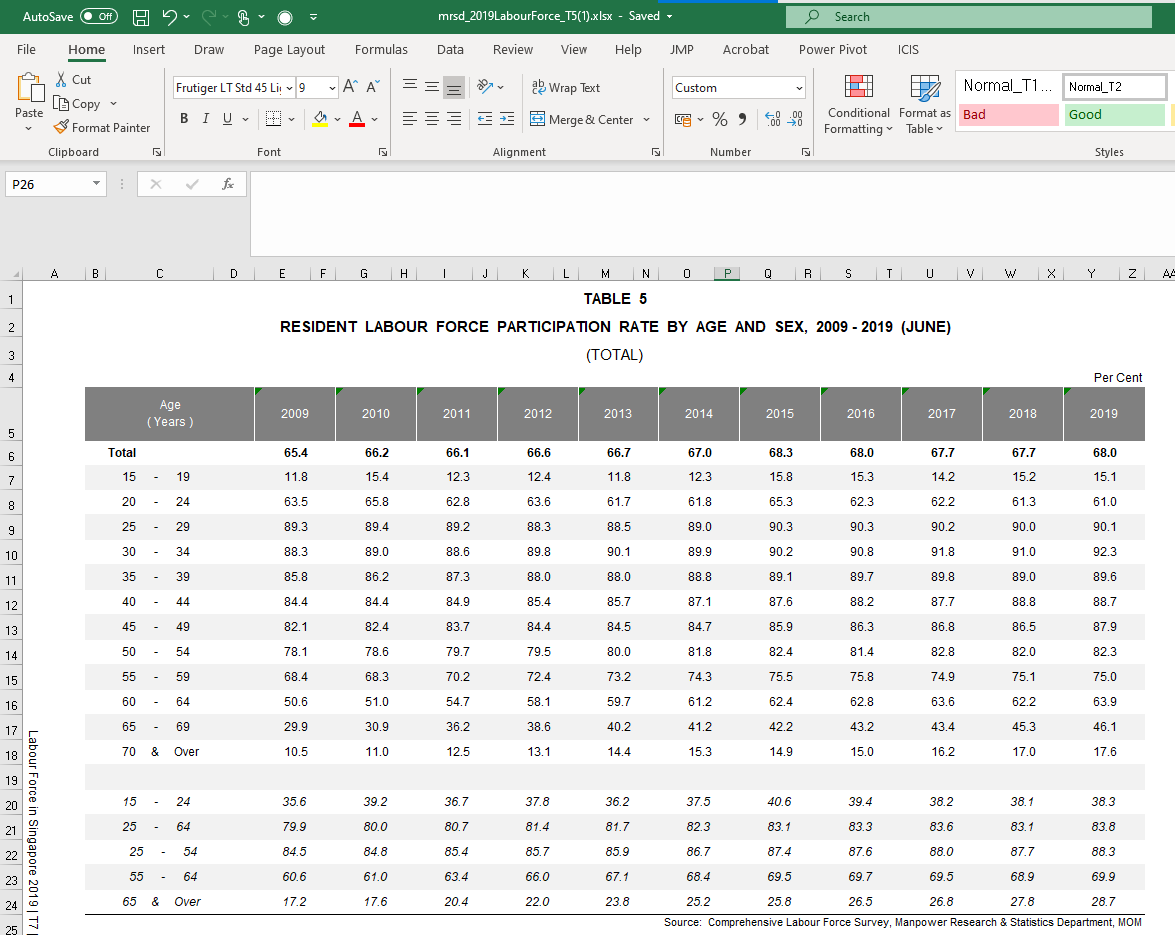 AutoSave Off mrsd_2019LabourForce_T5(1).xlsx - Saved Search
File Home Insert Draw Page Layout Formulas Data Review View Help JMP Acrobat Power Pivot ICIS
Paste
Cut
Copy
Format Painter
Clipboard
Frutiger LT Std 45 Li 9
B I U
Font
Wrap Text
Merge & Center
Alignment
Custom
Number
Conditional Formatting
Format as Table
Normal_T1... Normal_T2
Bad Good
Styles
P26 fx
A B C D E F G H I J K L M N O P Q R S T U V W X Y Z AA
1 TABLE 5
2 RESIDENT LABOUR FORCE PARTICIPATION RATE BY AGE AND SEX, 2009 - 2019 (JUNE)
3 (TOTAL)
4 Per Cent
5 Age ( Years ) 2009 2010 2011 2012 2013 2014 2015 2016 2017 2018 2019
6 Total 65.4 66.2 66.1 66.6 66.7 67.0 68.3 68.0 67.7 67.7 68.0
7 15 - 19 11.8 15.4 12.3 12.4 11.8 12.3 15.8 15.3 14.2 15.2 15.1
8 20 - 24 63.5 65.8 62.8 63.6 61.7 61.8 65.3 62.3 62.2 61.3 61.0
9 25 - 29 89.3 89.4 89.2 88.3 88.5 89.0 90.3 90.3 90.2 90.0 90.1
10 30 - 34 88.3 89.0 88.6 89.8 90.1 89.9 90.2 90.8 91.8 91.0 92.3
11 35 - 39 85.8 86.2 87.3 88.0 88.0 88.8 89.1 89.7 89.8 89.0 89.6
12 40 - 44 84.4 84.4 84.9 85.4 85.7 87.1 87.6 88.2 87.7 88.8 88.7
13 45 - 49 82.1 82.4 83.7 84.4 84.5 84.7 85.9 86.3 86.8 86.5 87.9
14 50 - 54 78.1 78.6 79.7 79.5 80.0 81.8 82.4 81.4 82.8 82.0 82.3
15 55 - 59 68.4 68.3 70.2 72.4 73.2 74.3 75.5 75.8 74.9 75.1 75.0
16 60 - 64 50.6 51.0 54.7 58.1 59.7 61.2 62.4 62.8 63.6 62.2 63.9
17 65 - 69 29.9 30.9 36.2 38.6 40.2 41.2 42.2 43.2 43.4 45.3 46.1
18 70 & Over 10.5 11.0 12.5 13.1 14.4 15.3 14.9 15.0 16.2 17.0 17.6
19
20 15 - 24 35.6 39.2 36.7 37.8 36.2 37.5 40.6 39.4 38.2 38.1 38.3
21 25 - 64 79.9 80.0 80.7 81.4 81.7 82.3 83.1 83.3 83.6 83.1 83.8
22 25 - 54 84.5 84.8 85.4 85.7 85.9 86.7 87.4 87.6 88.0 87.7 88.3
23 55 - 64 60.6 61.0 63.4 66.0 67.1 68.4 69.5 69.7 69.5 68.9 69.9
24 65 & Over 17.2 17.6 20.4 22.0 23.8 25.2 25.8 26.5 26.8 27.8 28.7
25 Source: Comprehensive Labour Force Survey, Manpower Research & Statistics Department, MOM
Labour Force in Singapore 2019 | T7 |